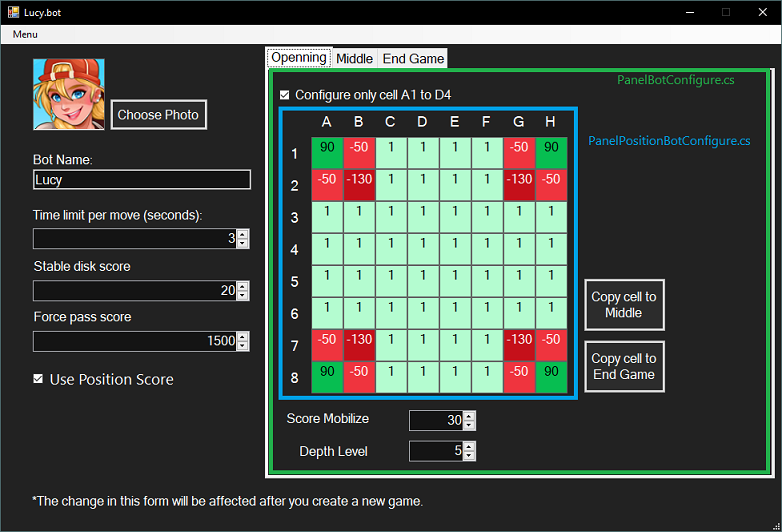 Lucy.bot
Menu
Openning Middle End Game
PanelBotConfigure.cs
Configure only cell A1 to D4
Choose Photo
A B C D E F G H
PanelPositionBotConfigure.cs
1 90 -50 1 1 1 1 -50 90
Bot Name:
Lucy
2 -50 -130 1 1 1 1 -130 -50
Time limit per move (seconds):
3
3 1 1 1 1 1 1 1 1
4 1 1 1 1 1 1 1 1
Stable disk score
20
5 1 1 1 1 1 1 1 1
6 1 1 1 1 1 1 1 1
Copy cell to
Middle
Force pass score
1500
7 -50 -130 1 1 1 1 -130 -50
8 90 -50 1 1 1 1 -50 90
Copy cell to
End Game
Use Position Score
Score Mobilize 30
Depth Level 5
*The change in this form will be affected after you create a new game.